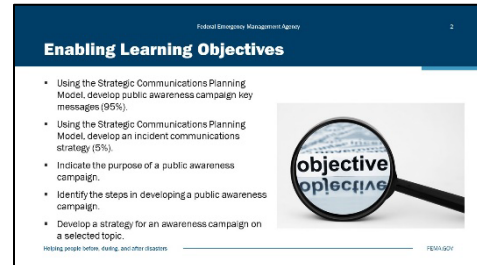 Federal Emergency Management Agency
2
Enabling Learning Objectives
▪ Using the Strategic Communications Planning
Model, develop public awareness campaign key
messages (95%).
▪ Using the Strategic Communications Planning
Model, develop an incident communications
strategy (5%).
▪ Indicate the purpose of a public awareness
campaign.
▪ Identify the steps in developing a public awareness
campaign.
▪ Develop a strategy for an awareness campaign on
a selected topic.
objective
objective
Helping people before, during, and after disasters
FEMA.GOV